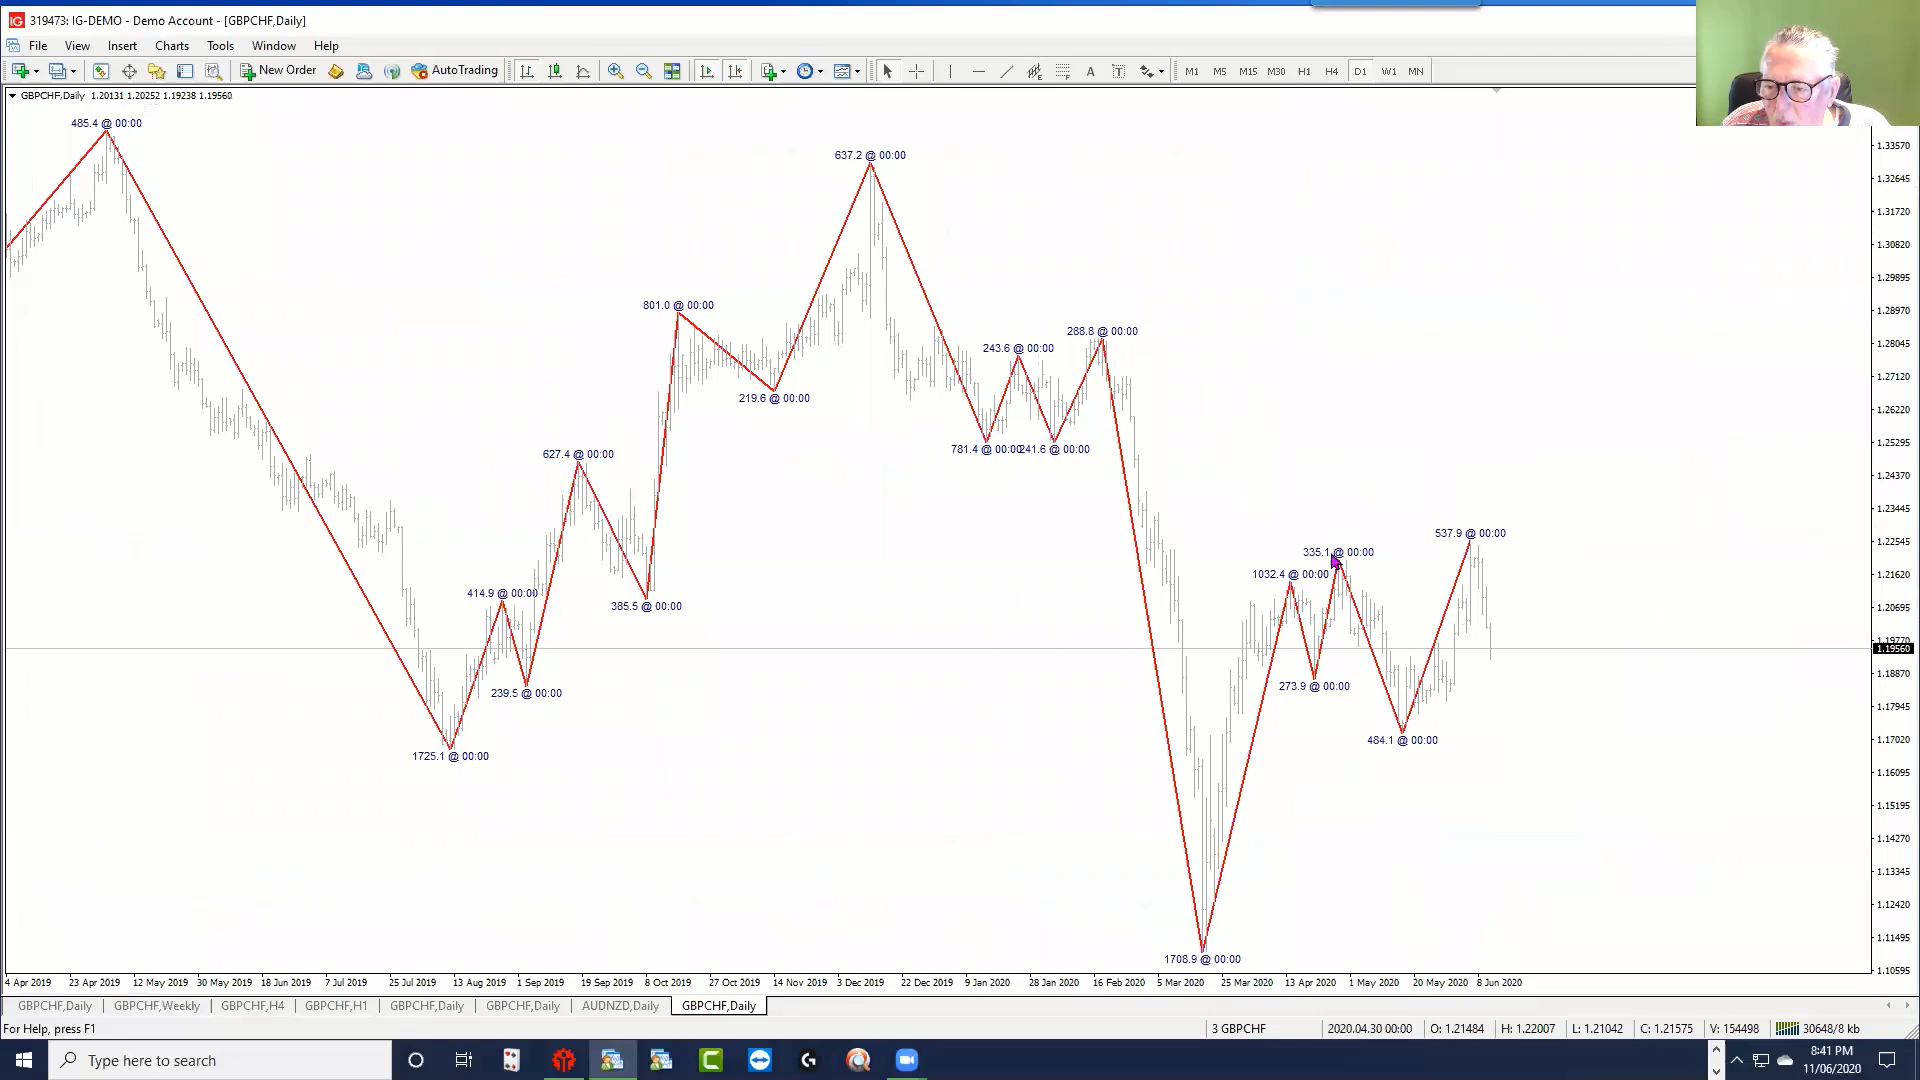 319473: IG-DEMO - Demo Account - [GBPCHF,Daily]
File View Insert Charts Tools Window Help
New Order AutoTrading A T M1 M5 M15 M30 H1 H4 D1 W1 MN
GBPCHF,Daily 1.20131 1.20252 1.19238 1.19560
485.4 @ 00:00
637.2 @ 00:00
801.0 @ 00:00
288.8 @ 00:00
243.6 @ 00:00
219.6 @ 00:00
781.4 @ 00:00
241.6 @ 00:00
627.4 @ 00:00
537.9 @ 00:00
335.1 @ 00:00
1032.4 @ 00:00
414.9 @ 00:00
385.5 @ 00:00
273.9 @ 00:00
239.5 @ 00:00
484.1 @ 00:00
1725.1 @ 00:00
1708.9 @ 00:00
1.33570
1.32645
1.31720
1.30820
1.29895
1.28970
1.28045
1.27120
1.26220
1.25295
1.24370
1.23445
1.22545
1.21620
1.20695
1.19770
1.19560
1.18870
1.17945
1.17020
1.16095
1.15195
1.14270
1.13345
1.12420
1.11495
1.10595
4 Apr 2019 23 Apr 2019 12 May 2019 30 May 2019 18 Jun 2019 7 Jul 2019 25 Jul 2019 13 Aug 2019 1 Sep 2019 19 Sep 2019 8 Oct 2019 27 Oct 2019 14 Nov 2019 3 Dec 2019 22 Dec 2019 9 Jan 2020 28 Jan 2020 16 Feb 2020 5 Mar 2020 25 Mar 2020 13 Apr 2020 1 May 2020 20 May 2020 8 Jun 2020
GBPCHF,Daily GBPCHF,Weekly GBPCHF,H4 GBPCHF,H1 GBPCHF,Daily GBPCHF,Daily AUDNZD,Daily GBPCHF,Daily
For Help, press F1 3 GBPCHF 2020.04.30 00:00 O: 1.21484 H: 1.22007 L: 1.21042 C: 1.21575 V: 154498 30648/8 kb
Type here to search
8:41 PM
11/06/2020